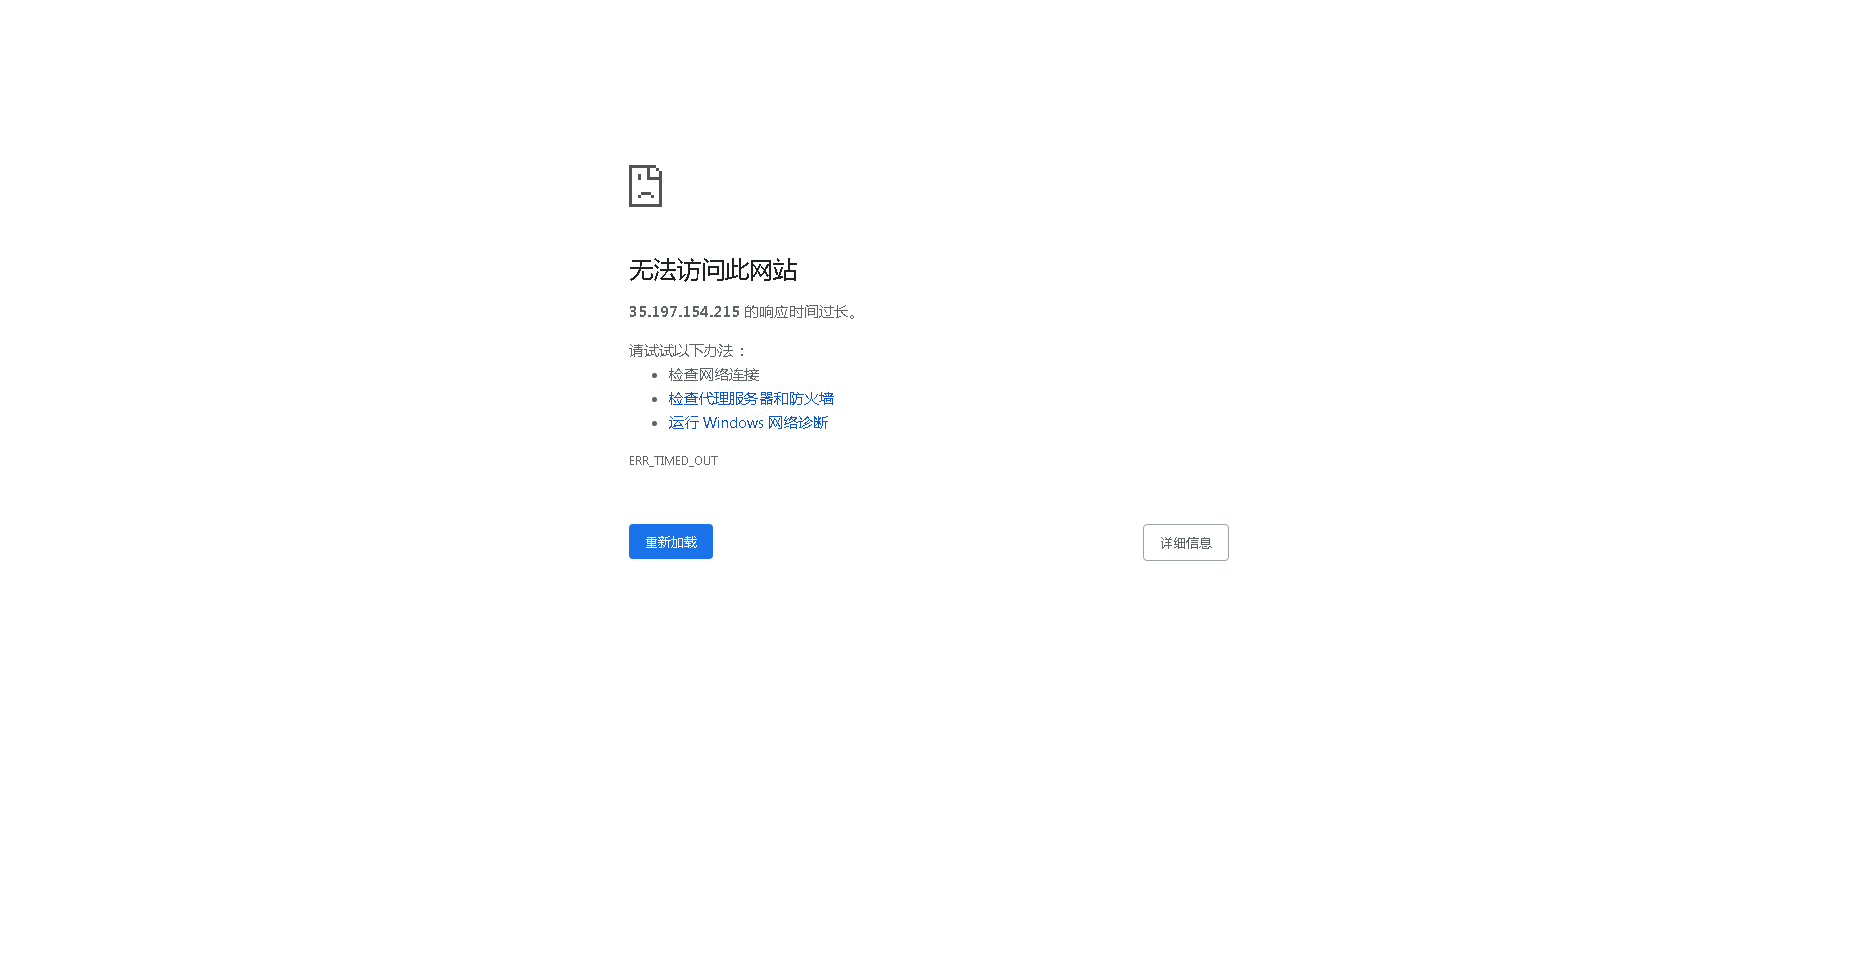 无法访问此网站
35.197.154.215 的响应时间过长。
请试试以下办法：
检查网络连接
检查代理服务器和防火墙
运行 Windows 网络诊断
ERR_TIMED_OUT
重新加载
详细信息